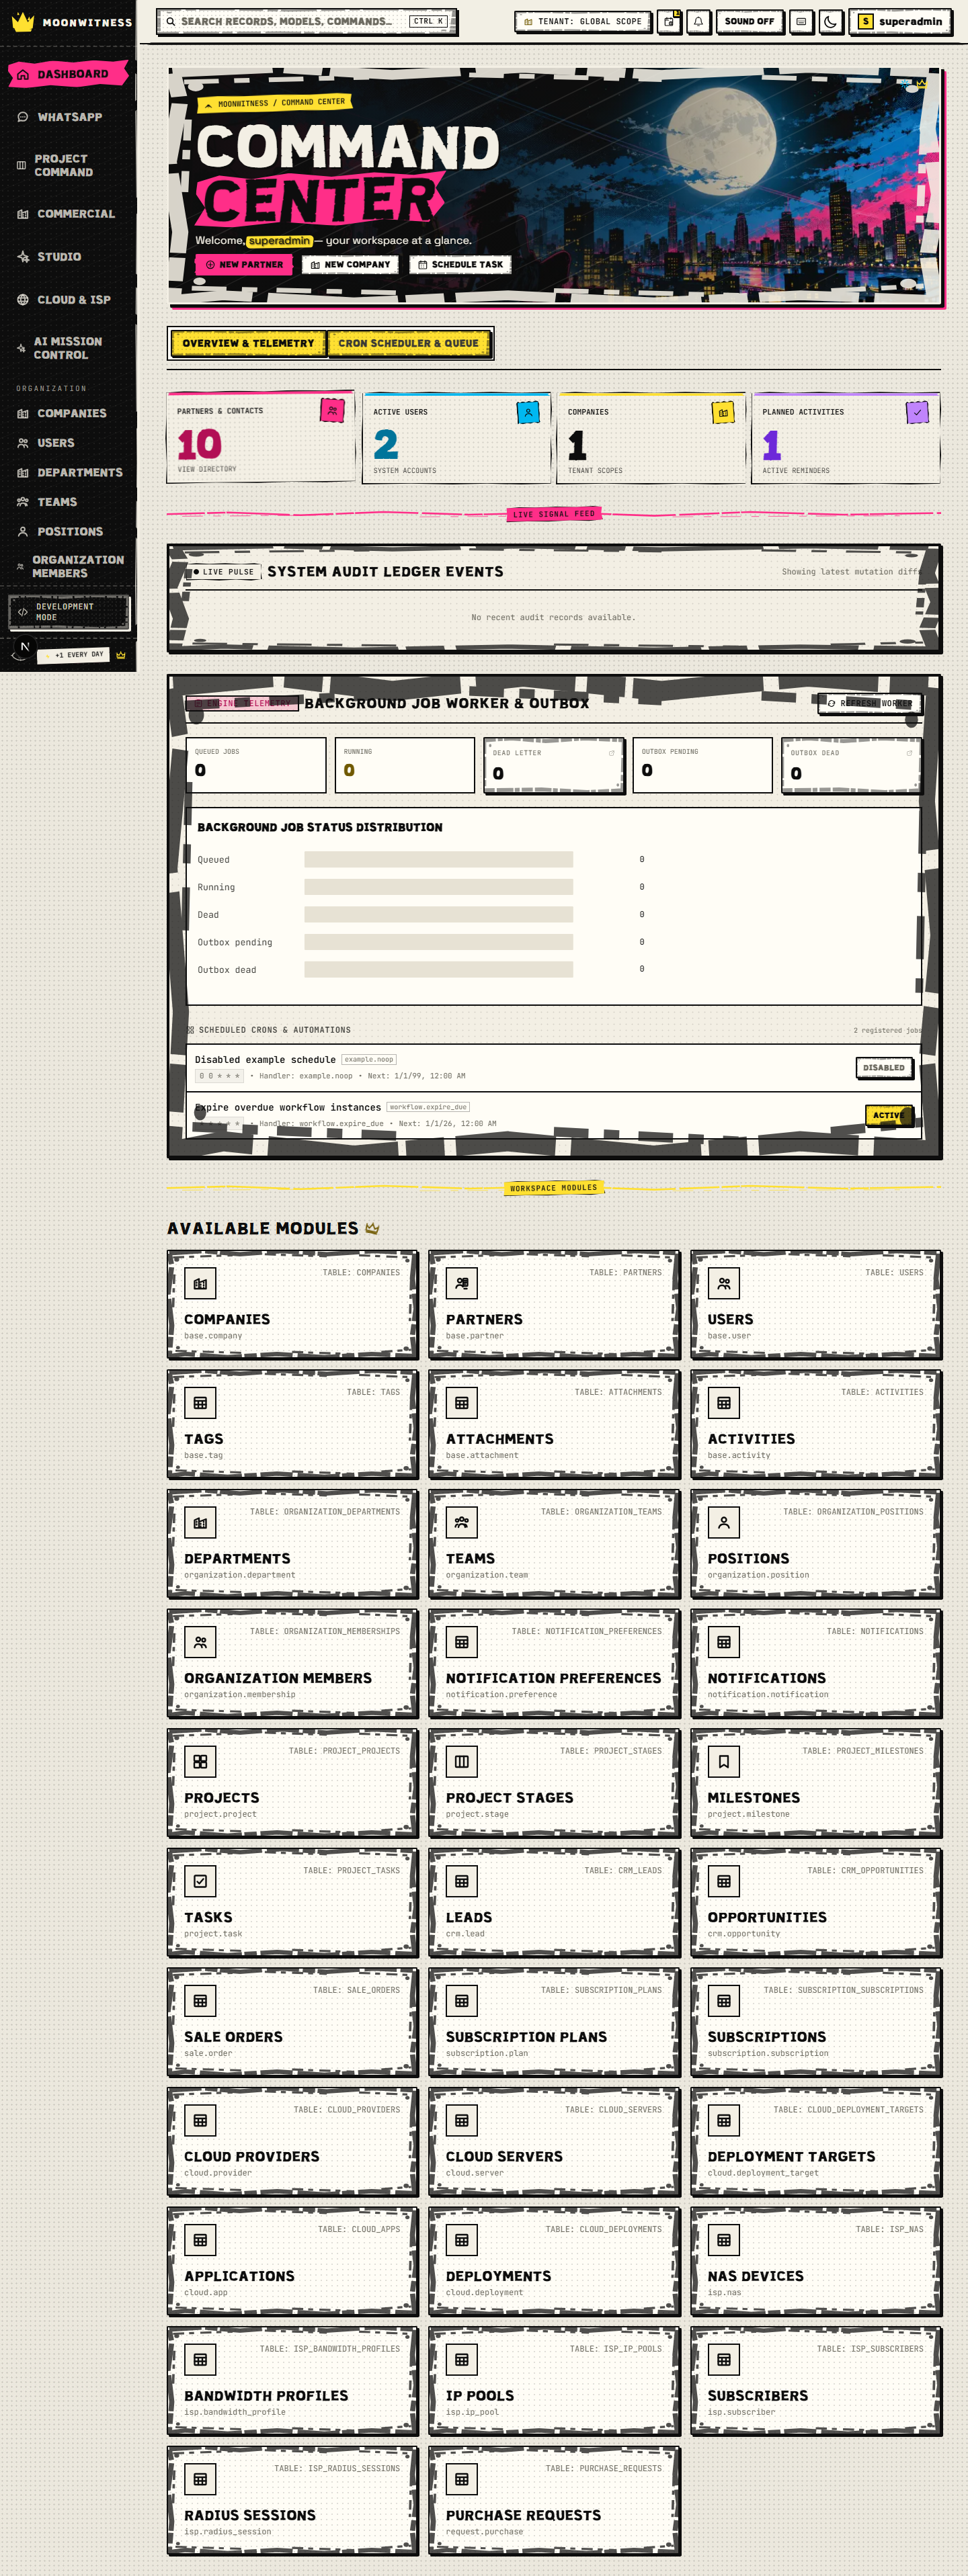 MOONWITNESS
SEARCH RECORDS, MODELS, COMMANDS...
CTRL K
TENANT: GLOBAL SCOPE
SOUND OFF
S
superadmin
DASHBOARD
WHATSAPP
PROJECT
COMMAND
COMMERCIAL
STUDIO
CLOUD & ISP
AI MISSION
CONTROL
ORGANIZATION
COMPANIES
USERS
DEPARTMENTS
TEAMS
POSITIONS
ORGANIZATION
MEMBERS
DEVELOPMENT
MODE
N
+1 EVERY DAY
MOONWITNESS / COMMAND CENTER
COMMAND
CENTER
Welcome, superadmin — your workspace at a glance.
NEW PARTNER
NEW COMPANY
SCHEDULE TASK
OVERVIEW & TELEMETRY
CRON SCHEDULER & QUEUE
PARTNERS & CONTACTS
10
VIEW DIRECTORY
ACTIVE USERS
2
SYSTEM ACCOUNTS
COMPANIES
1
TENANT SCOPES
PLANNED ACTIVITIES
1
ACTIVE REMINDERS
LIVE SIGNAL FEED
LIVE PULSE
SYSTEM AUDIT LEDGER EVENTS
Showing latest mutation diffs
No recent audit records available.
ENGINE TELEMETRY
BACKGROUND JOB WORKER & OUTBOX
REFRESH WORKER
QUEUED JOBS
0
RUNNING
0
DEAD LETTER
0
OUTBOX PENDING
0
OUTBOX DEAD
0
BACKGROUND JOB STATUS DISTRIBUTION
Queued 0
Running 0
Dead 0
Outbox pending 0
Outbox dead 0
SCHEDULED CRONS & AUTOMATIONS
2 registered jobs
Disabled example schedule example.noop
0 0 * * * • Handler: example.noop • Next: 1/1/99, 12:00 AM
DISABLED
Expire overdue workflow instances workflow.expire_due
* * * * • Handler: workflow.expire_due • Next: 1/1/26, 12:00 AM
ACTIVE
WORKSPACE MODULES
AVAILABLE MODULES
TABLE: COMPANIES
COMPANIES
base.company
TABLE: PARTNERS
PARTNERS
base.partner
TABLE: USERS
USERS
base.user
TABLE: TAGS
TAGS
base.tag
TABLE: ATTACHMENTS
ATTACHMENTS
base.attachment
TABLE: ACTIVITIES
ACTIVITIES
base.activity
TABLE: ORGANIZATION_DEPARTMENTS
DEPARTMENTS
organization.department
TABLE: ORGANIZATION_TEAMS
TEAMS
organization.team
TABLE: ORGANIZATION_POSITIONS
POSITIONS
organization.position
TABLE: ORGANIZATION_MEMBERSHIPS
ORGANIZATION MEMBERS
organization.membership
TABLE: NOTIFICATION_PREFERENCES
NOTIFICATION PREFERENCES
notification.preference
TABLE: NOTIFICATIONS
NOTIFICATIONS
notification.notification
TABLE: PROJECT_PROJECTS
PROJECTS
project.project
TABLE: PROJECT_STAGES
PROJECT STAGES
project.stage
TABLE: PROJECT_MILESTONES
MILESTONES
project.milestone
TABLE: PROJECT_TASKS
TASKS
project.task
TABLE: CRM_LEADS
LEADS
crm.lead
TABLE: CRM_OPPORTUNITIES
OPPORTUNITIES
crm.opportunity
TABLE: SALE_ORDERS
SALE ORDERS
sale.order
TABLE: SUBSCRIPTION_PLANS
SUBSCRIPTION PLANS
subscription.plan
TABLE: SUBSCRIPTION_SUBSCRIPTIONS
SUBSCRIPTIONS
subscription.subscription
TABLE: CLOUD_PROVIDERS
CLOUD PROVIDERS
cloud.provider
TABLE: CLOUD_SERVERS
CLOUD SERVERS
cloud.server
TABLE: CLOUD_DEPLOYMENT_TARGETS
DEPLOYMENT TARGETS
cloud.deployment_target
TABLE: CLOUD_APPS
APPLICATIONS
cloud.app
TABLE: CLOUD_DEPLOYMENTS
DEPLOYMENTS
cloud.deployment
TABLE: ISP_NAS
NAS DEVICES
isp.nas
TABLE: ISP_BANDWIDTH_PROFILES
BANDWIDTH PROFILES
isp.bandwidth_profile
TABLE: ISP_IP_POOLS
IP POOLS
isp.ip_pool
TABLE: ISP_SUBSCRIBERS
SUBSCRIBERS
isp.subscriber
TABLE: ISP_RADIUS_SESSIONS
RADIUS SESSIONS
isp.radius_session
TABLE: PURCHASE_REQUESTS
PURCHASE REQUESTS
request.purchase